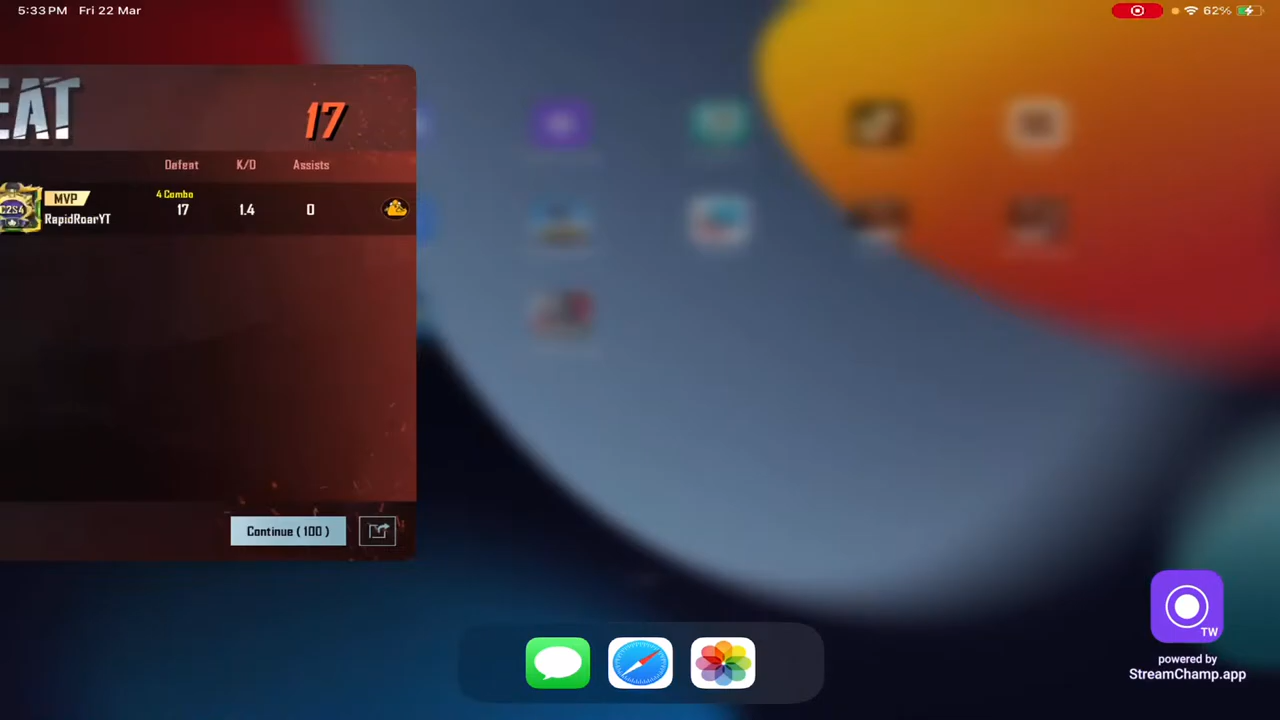 5:33 PM Fri 22 Mar
62%
EAT
17
Defeat K/D Assists
C2S4
MVP
RapidRoarYT
4 Combo
17 1.4 0
Continue ( 100 )
TW
powered by
StreamChamp.app